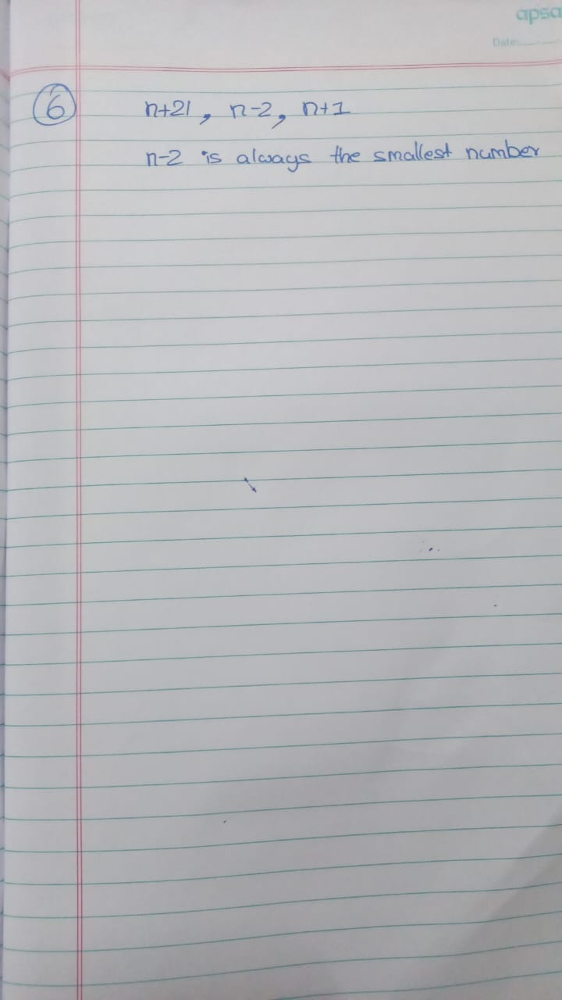 apsa
Date:
6 n+21, n-2, n+1
n-2 is always the smallest number